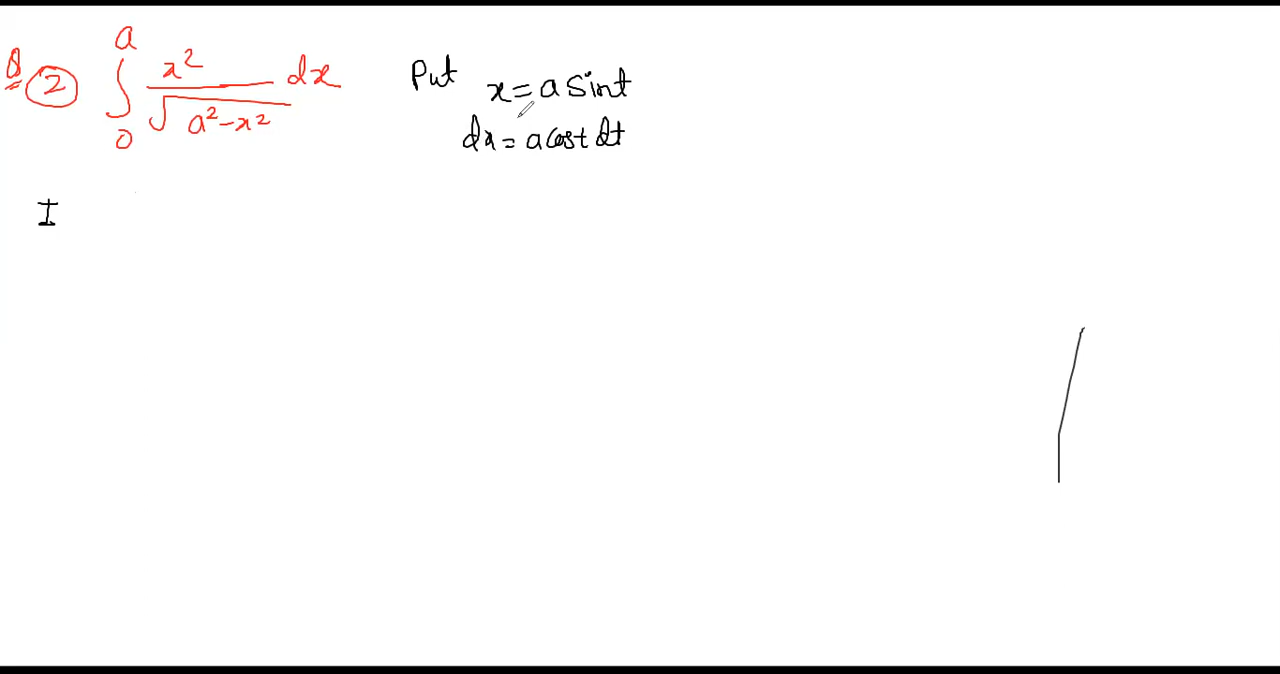 Q ② ∫₀ᵃ x²/√(a²-x²) dx Put x = a sint
dx = a cost dt
I